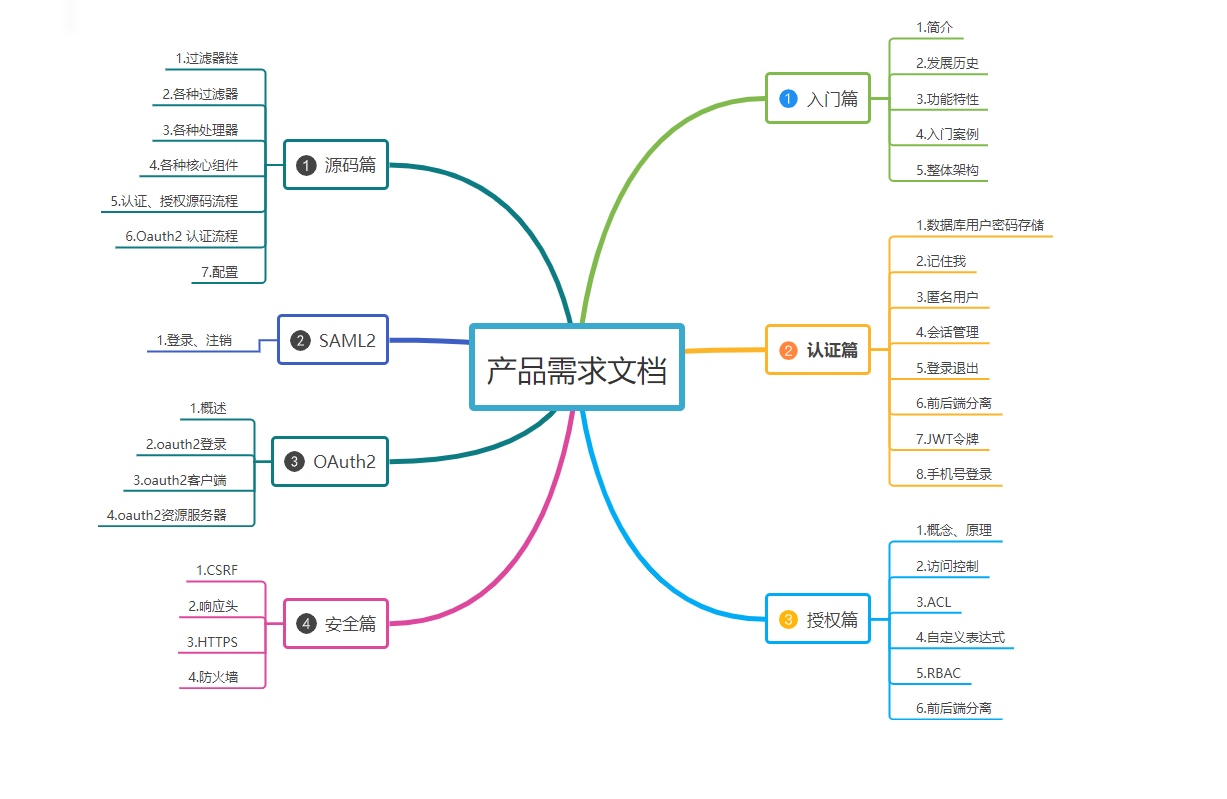 产品需求文档
1 入门篇
1.简介
2.发展历史
3.功能特性
4.入门案例
5.整体架构
2 认证篇
1.数据库用户密码存储
2.记住我
3.匿名用户
4.会话管理
5.登录退出
6.前后端分离
7.JWT令牌
8.手机号登录
3 授权篇
1.概念、原理
2.访问控制
3.ACL
4.自定义表达式
5.RBAC
6.前后端分离
1 源码篇
1.过滤器链
2.各种过滤器
3.各种处理器
4.各种核心组件
5.认证、授权源码流程
6.Oauth2 认证流程
7.配置
2 SAML2
1.登录、注销
3 OAuth2
1.概述
2.oauth2登录
3.oauth2客户端
4.oauth2资源服务器
4 安全篇
1.CSRF
2.响应头
3.HTTPS
4.防火墙